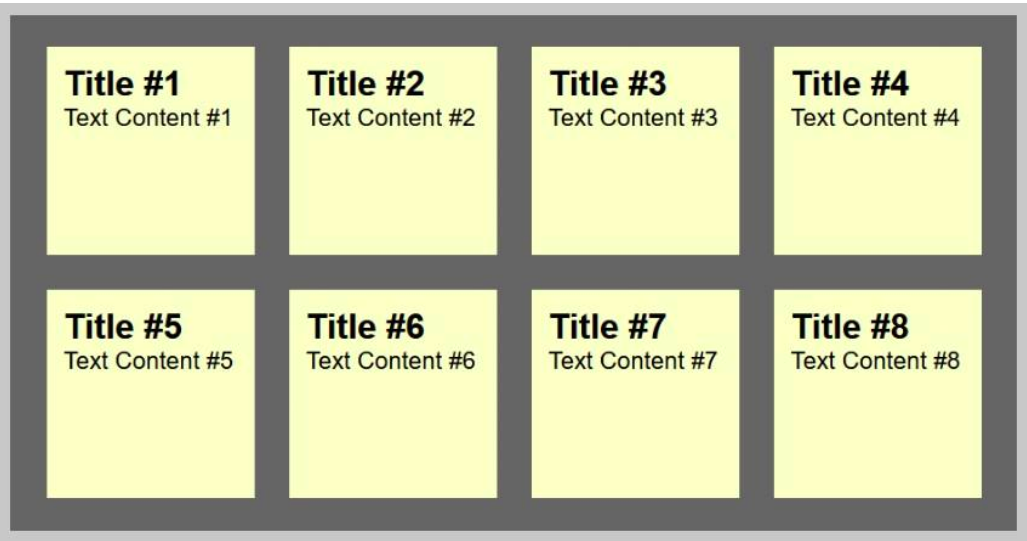 Title #1
Text Content #1
Title #2
Text Content #2
Title #3
Text Content #3
Title #4
Text Content #4
Title #5
Text Content #5
Title #6
Text Content #6
Title #7
Text Content #7
Title #8
Text Content #8